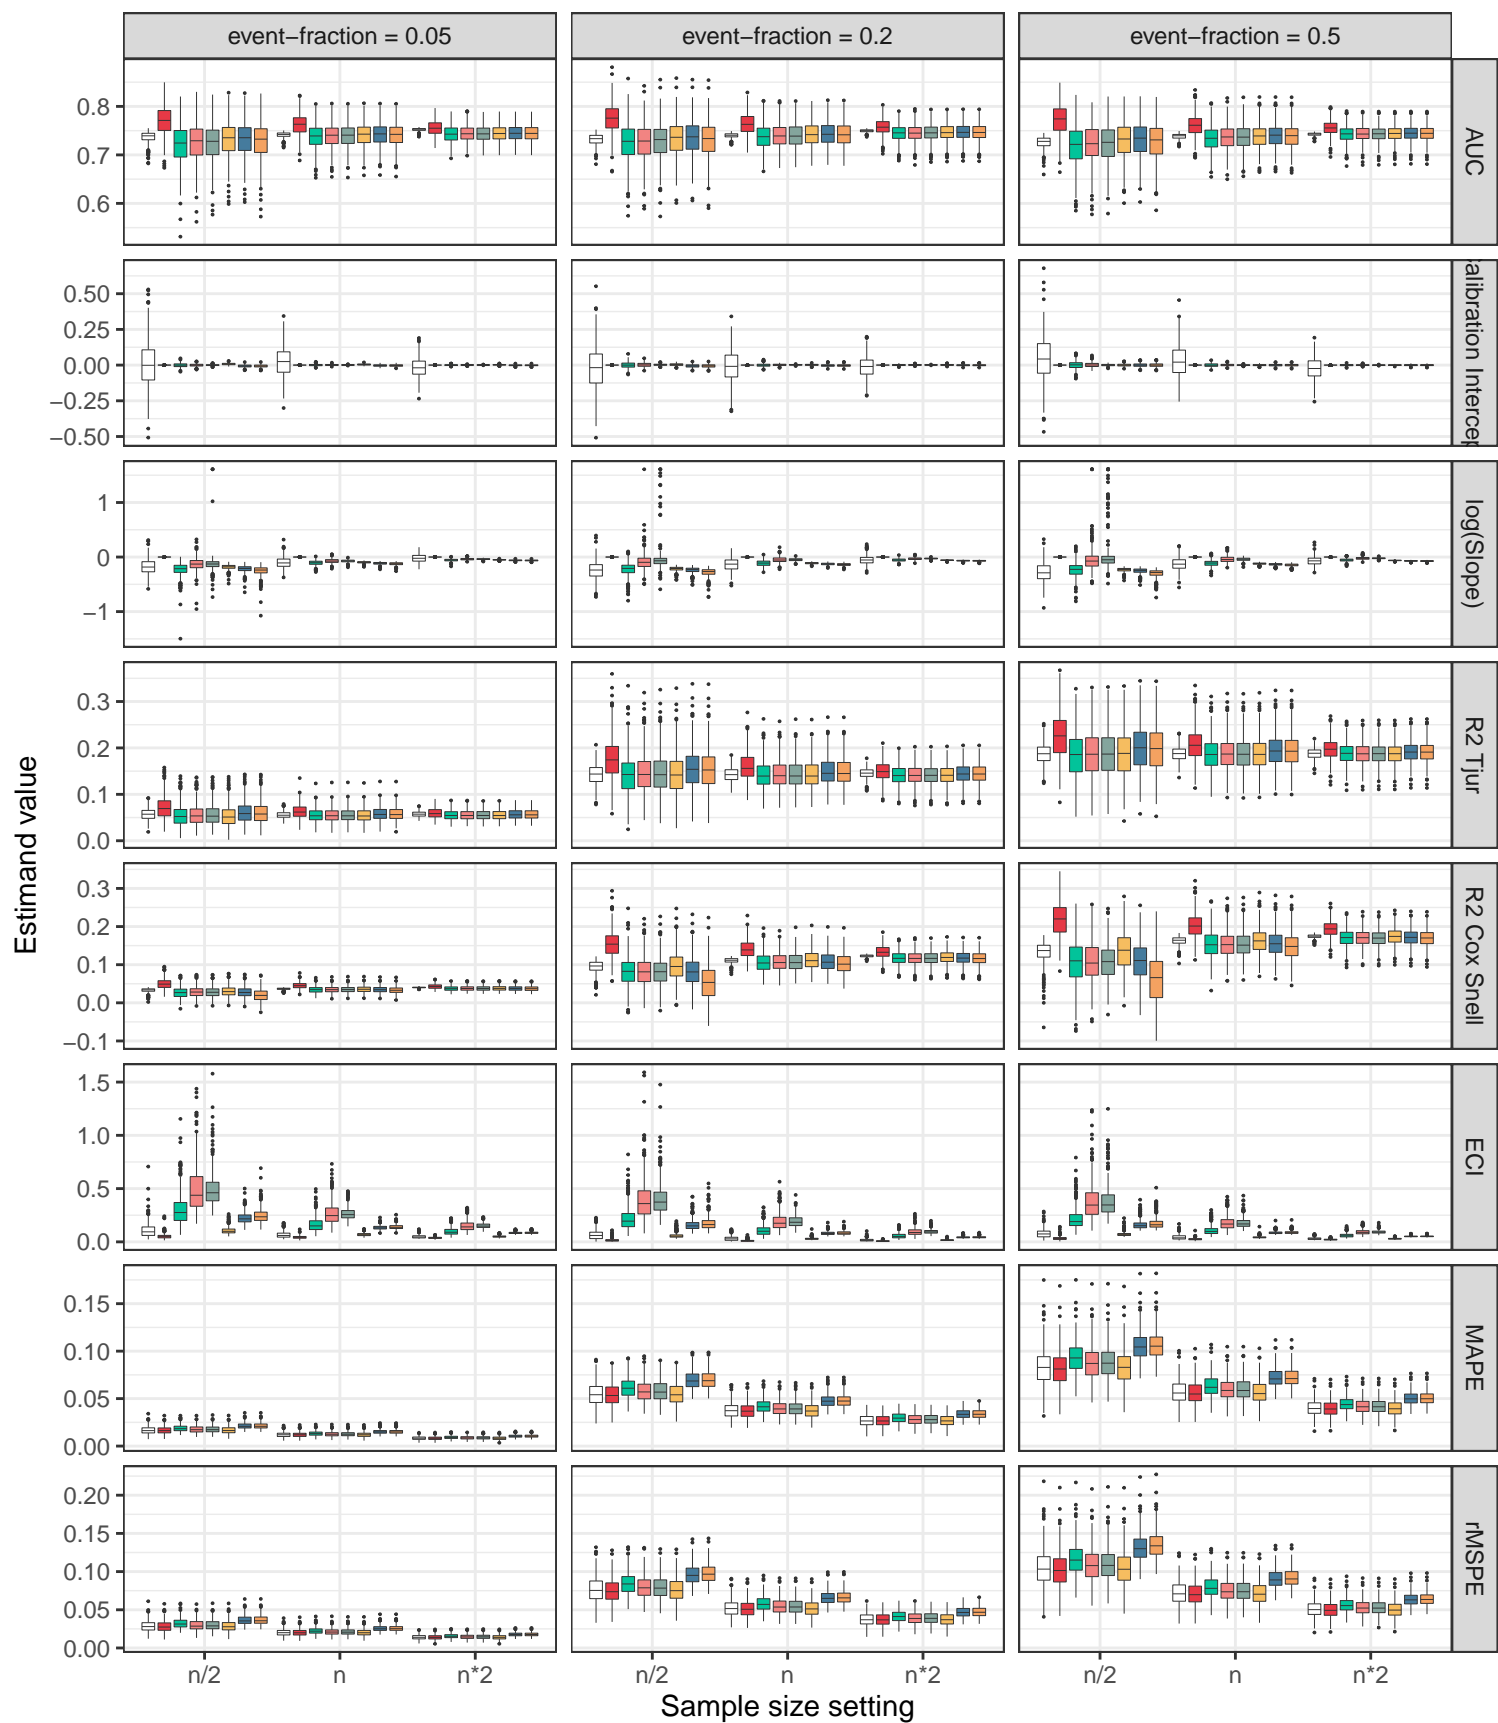 event−fraction = 0.05
event−fraction = 0.2
event−fraction = 0.5
0.8
0.7
0.6
AUC
0.50
0.25
0.00
−0.25
−0.50
alibration Intercep
1
0
−1
log(Slope)
0.3
0.2
0.1
0.0
R2 Tjur
0.3
0.2
0.1
0.0
−0.1
R2 Cox Snell
1.5
1.0
0.5
0.0
ECI
0.15
0.10
0.05
0.00
MAPE
0.20
0.15
0.10
0.05
0.00
rMSPE
Estimand value
n/2
n
n*2
n/2
n
n*2
n/2
n
n*2
Sample size setting